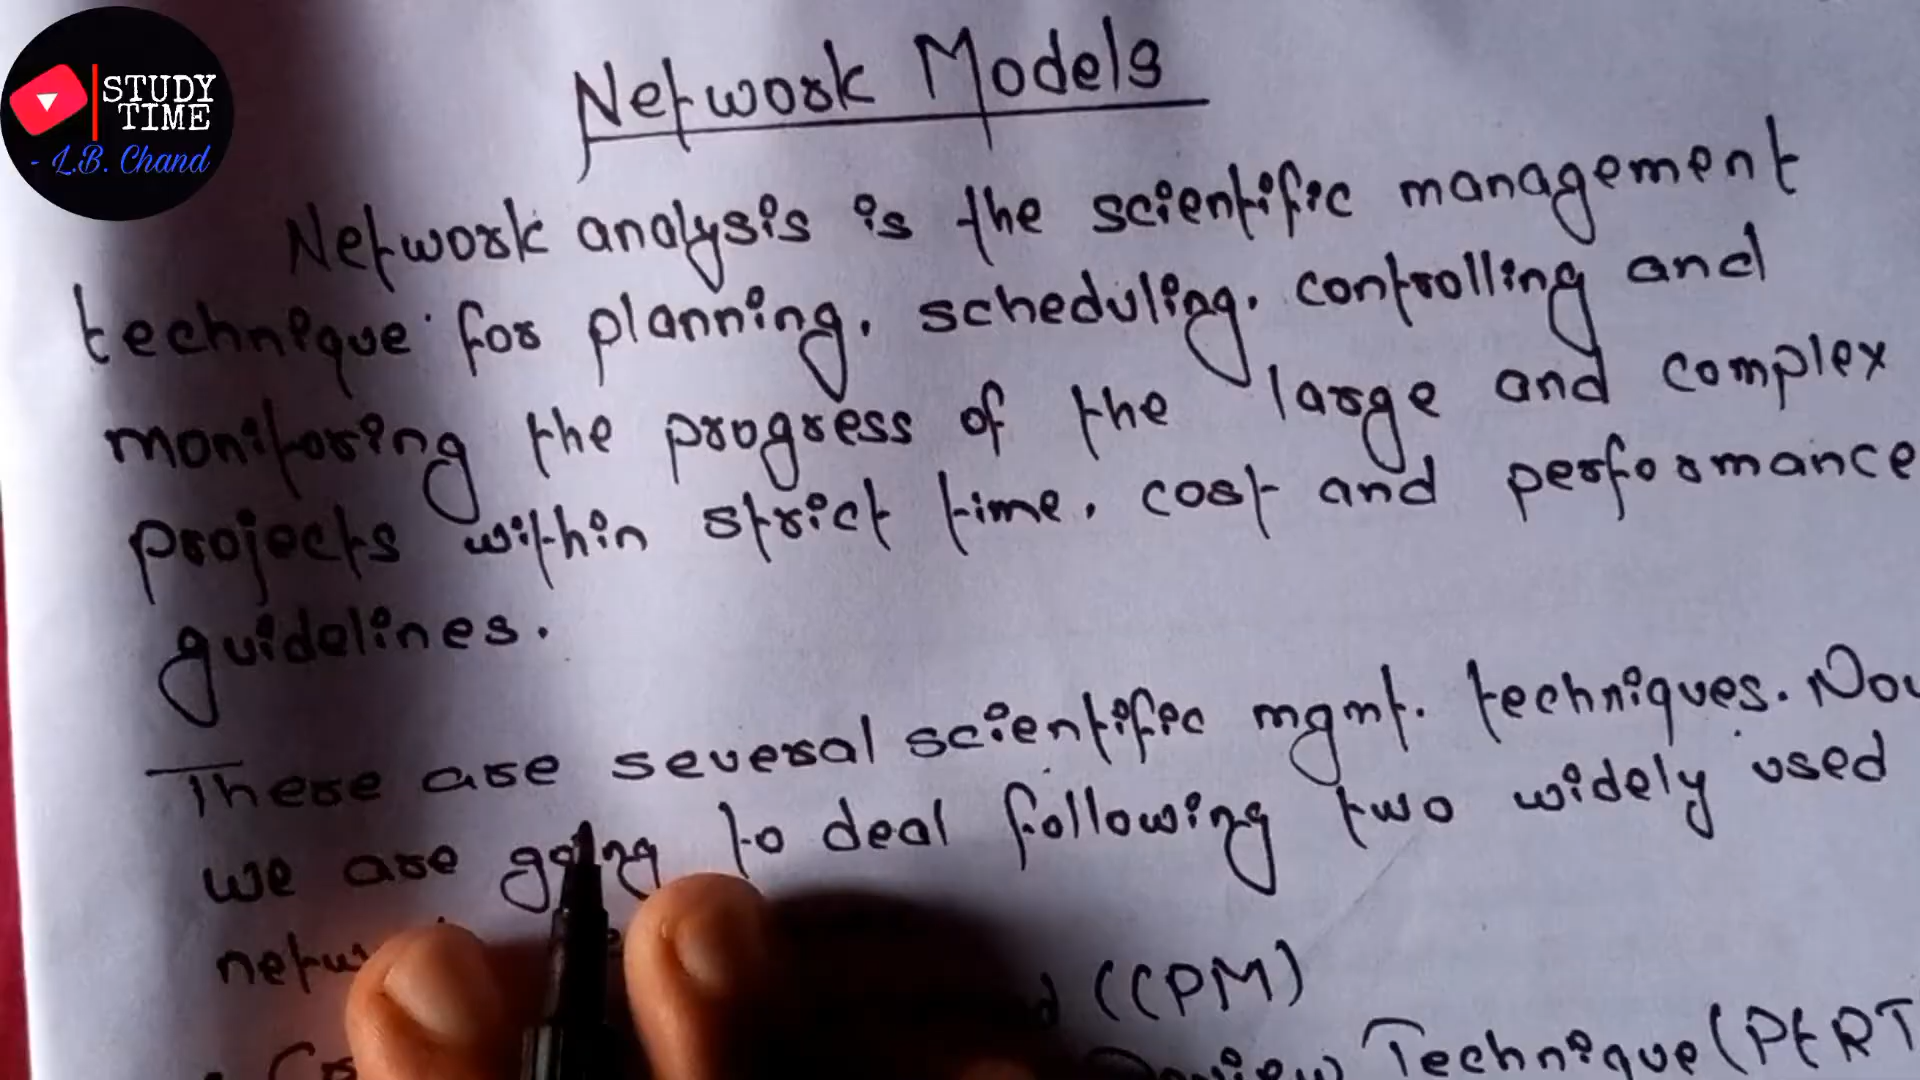 STUDY
TIME
- L.B. Chand
Network Models
Network analysis is the scientific management
technique for planning, scheduling, controlling and
monitoring the progress of the large and complex
projects within strict time, cost and performance
guidelines.
There are several scientific mgmt. techniques. Now
we are going to deal following two widely used
(CPM)
Review Technique (PERT